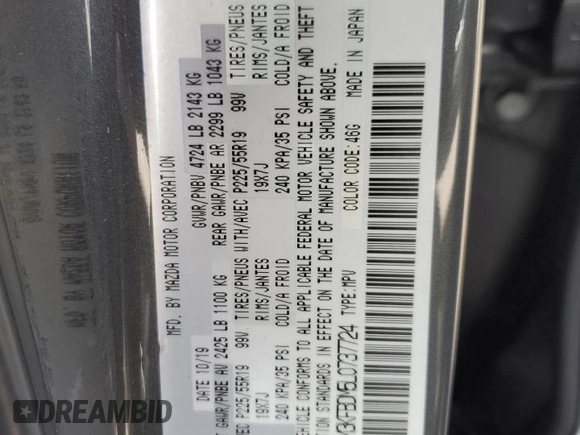 MFD. BY MAZDA MOTOR CORPORATION
DATE 10/19 GVWR/PNBV 4724 LB 2143 KG
GAWR/PNBE AV 2425 LB 1100 KG REAR GAWR/PNBE AR 2299 LB 1043 KG
P225/55R19 99V TIRES/PNEUS WITH/AVEC P225/55R19 99V TIRES/PNEUS
19X7J RIMS/JANTES 19X7J RIMS/JANTES
240 KPA/35 PSI COLD/A FROID 240 KPA/35 PSI COLD/A FROID
VEHICLE CONFORMS TO ALL APPLICABLE FEDERAL MOTOR VEHICLE SAFETY AND THEFT
STANDARDS IN EFFECT ON THE DATE OF MANUFACTURE SHOWN ABOVE.
TYPE:MPV COLOR CODE:46G MADE IN JAPAN
EPICVIN